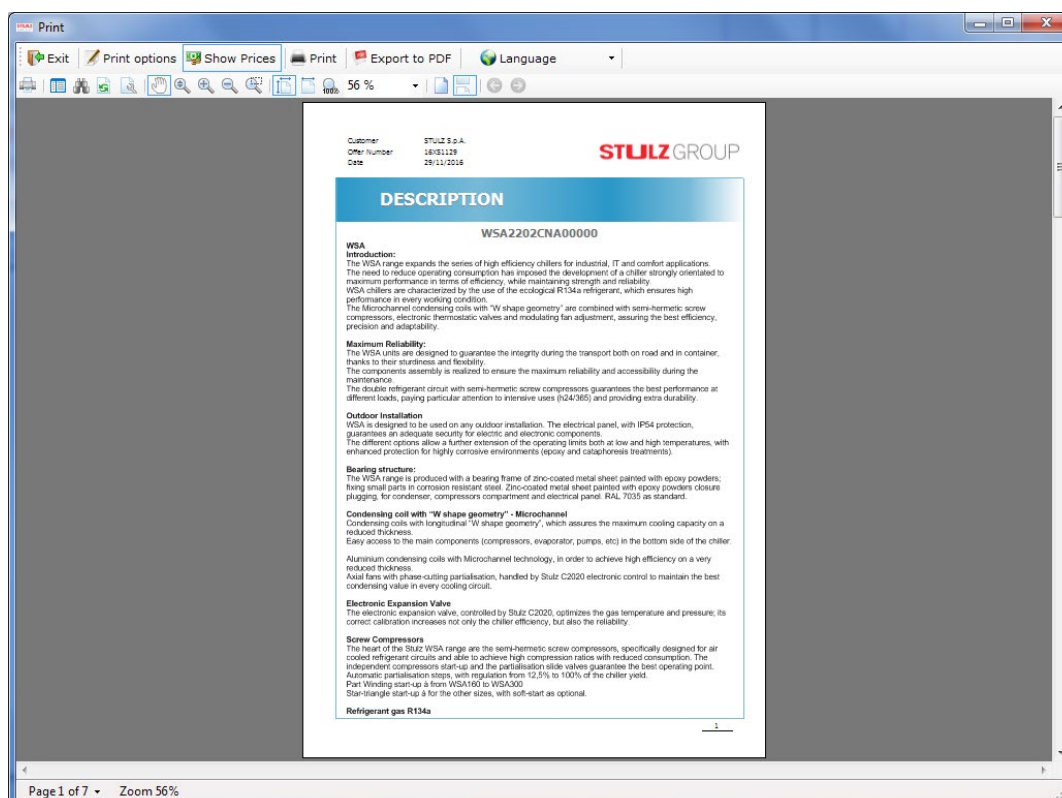 Print
Exit Print options Show Prices Print Export to PDF Language
100% 56 %
Customer STULZ S.p.A.
Offer Number 16XS1129
Date 29/11/2016
STULZ GROUP
DESCRIPTION
WSA2202CNA00000
WSA
Introduction:
The WSA range expands the series of high efficiency chillers for industrial, IT and comfort applications.
The need to reduce operating consumption has imposed the development of a chiller strongly orientated to
maximum performance in terms of efficiency, while maintaining strength and reliability.
WSA chillers are characterized by the use of the ecological R134a refrigerant, which ensures high
performance in every working condition.
The Microchannel condensing coils with "W shape geometry" are combined with semi-hermetic screw
compressors, electronic thermostatic valves and modulating fan adjustment, assuring the best efficiency,
precision and adaptability.
Maximum Reliability:
The WSA units are designed to guarantee the integrity during the transport both on road and in container,
thanks to their sturdiness and flexibility.
The components assembly is realized to ensure the maximum reliability and accessibility during the
maintenance.
The double refrigerant circuit with semi-hermetic screw compressors guarantees the best performance at
different loads, paying particular attention to intensive uses (h24/365) and providing extra durability.
Outdoor Installation
WSA is designed to be used on any outdoor installation. The electrical panel, with IP54 protection,
guarantees an adequate security for electric and electronic components.
The different options allow a further extension of the operating limits both at low and high temperatures, with
enhanced protection for highly corrosive environments (epoxy and cataphoresis treatments).
Bearing structure:
The WSA range is produced with a bearing frame of zinc-coated metal sheet painted with epoxy powders;
fixing small parts in corrosion resistant steel. Zinc-coated metal sheet painted with epoxy powders closure
plugging, for condenser, compressors compartment and electrical panel. RAL 7035 as standard.
Condensing coil with "W shape geometry" - Microchannel
Condensing coils with longitudinal "W shape geometry", which assures the maximum cooling capacity on a
reduced thickness.
Easy access to the main components (compressors, evaporator, pumps, etc) in the bottom side of the chiller.
Aluminium condensing coils with Microchannel technology, in order to achieve high efficiency on a very
reduced thickness.
Axial fans with phase-cutting partialisation, handled by Stulz C2020 electronic control to maintain the best
condensing value in every cooling circuit.
Electronic Expansion Valve
The electronic expansion valve, controlled by Stulz C2020, optimizes the gas temperature and pressure; its
correct calibration increases not only the chiller efficiency, but also the reliability.
Screw Compressors
The heart of the Stulz WSA range are the semi-hermetic screw compressors, specifically designed for air
cooled refrigerant circuits and able to achieve high compression ratios with reduced consumption. The
independent compressors start-up and the partialisation slide valves guarantee the best operating point.
Automatic partialisation steps, with regulation from 12,5% to 100% of the chiller yield.
Part Winding start-up à from WSA160 to WSA300
Star-triangle start-up à for the other sizes, with soft-start as optional.
Refrigerant gas R134a
1
Page 1 of 7 Zoom 56%